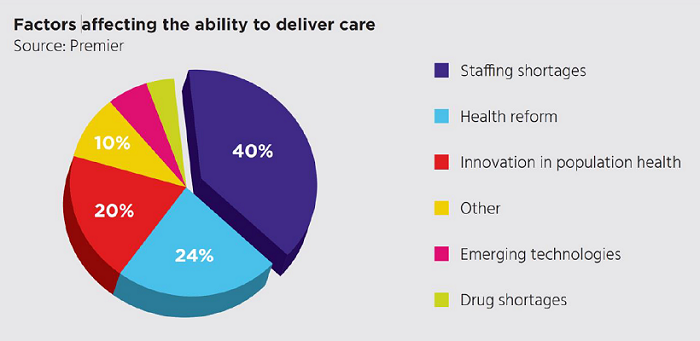 Factors affecting the ability to deliver care
Source: Premier
Staffing shortages
Health reform
Innovation in population health
Other
Emerging technologies
Drug shortages
40%
24%
20%
10%